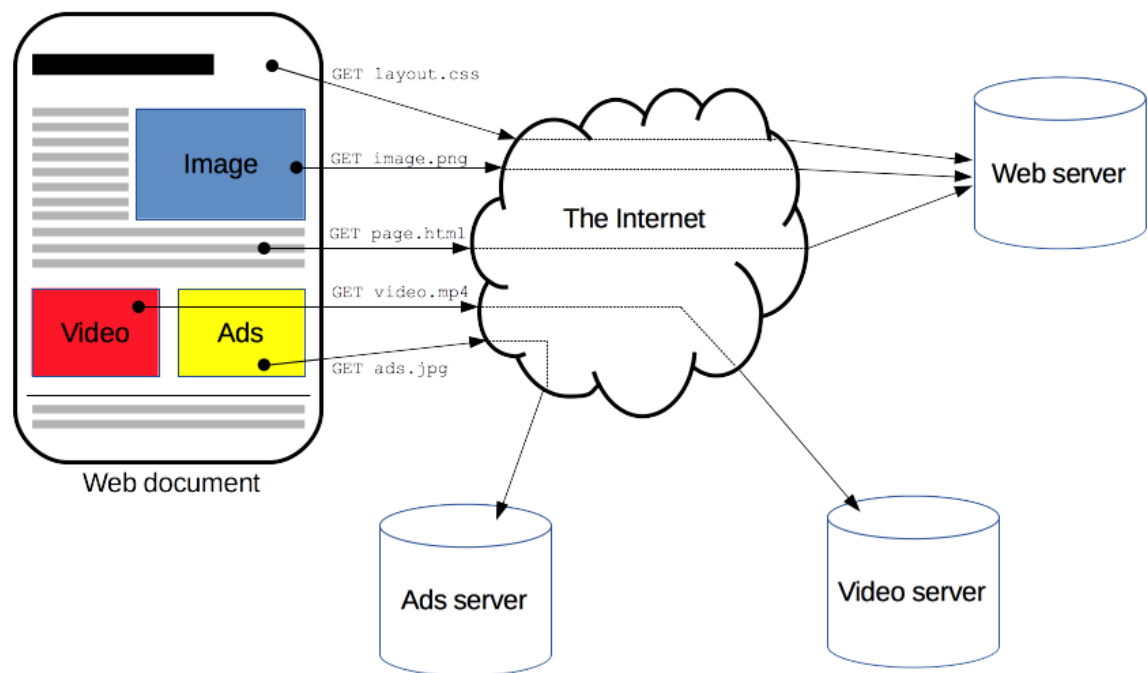 GET layout.css
Image
GET image.png
Web server
The Internet
GET page.html
GET video.mp4
Video
Ads
GET ads.jpg
Web document
Ads server
Video server